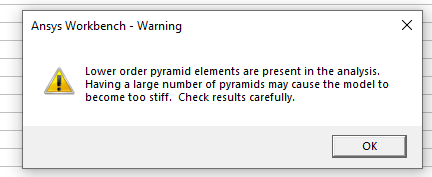 Ansys Workbench - Warning
Lower order pyramid elements are present in the analysis.
Having a large number of pyramids may cause the model to
become too stiff.  Check results carefully.
OK